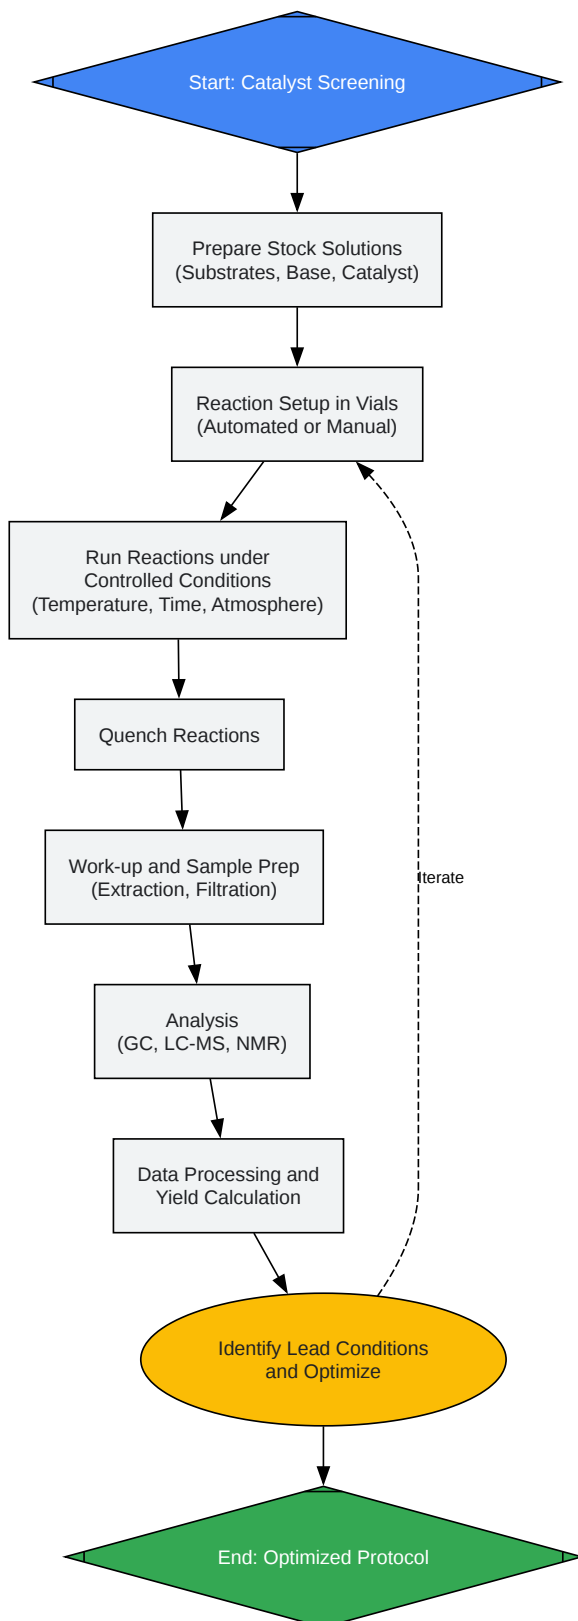 Start: Catalyst Screening
Prepare Stock Solutions
(Substrates, Base, Catalyst)
Reaction Setup in Vials
(Automated or Manual)
Run Reactions under
Controlled Conditions
(Temperature, Time, Atmosphere)
Quench Reactions
Work-up and Sample Prep
(Extraction, Filtration)
Iterate
Analysis
(GC, LC-MS, NMR)
Data Processing and
Yield Calculation
Identify Lead Conditions
and Optimize
End: Optimized Protocol